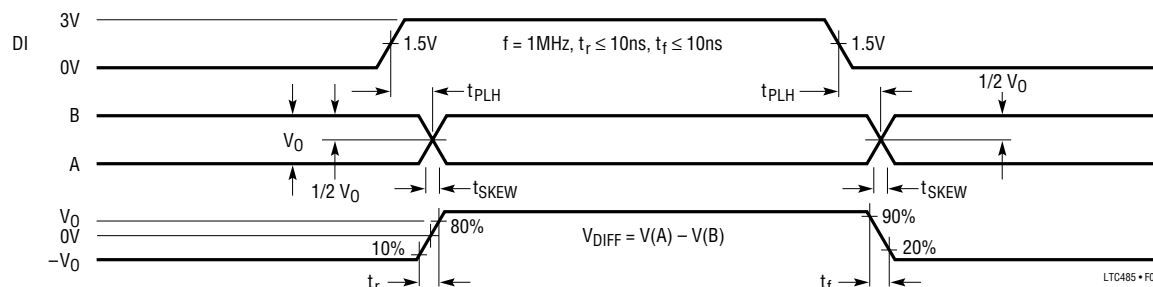 3V
DI
1.5V
f = 1MHz, tr ≤ 10ns, tf ≤ 10ns
1.5V
0V
tPLH
tPLH
1/2 VO
B
VO
A
1/2 VO
tSKEW
tSKEW
VO
0V
–VO
80%
10%
VDIFF = V(A) – V(B)
90%
20%
tr
tf
LTC485 • F